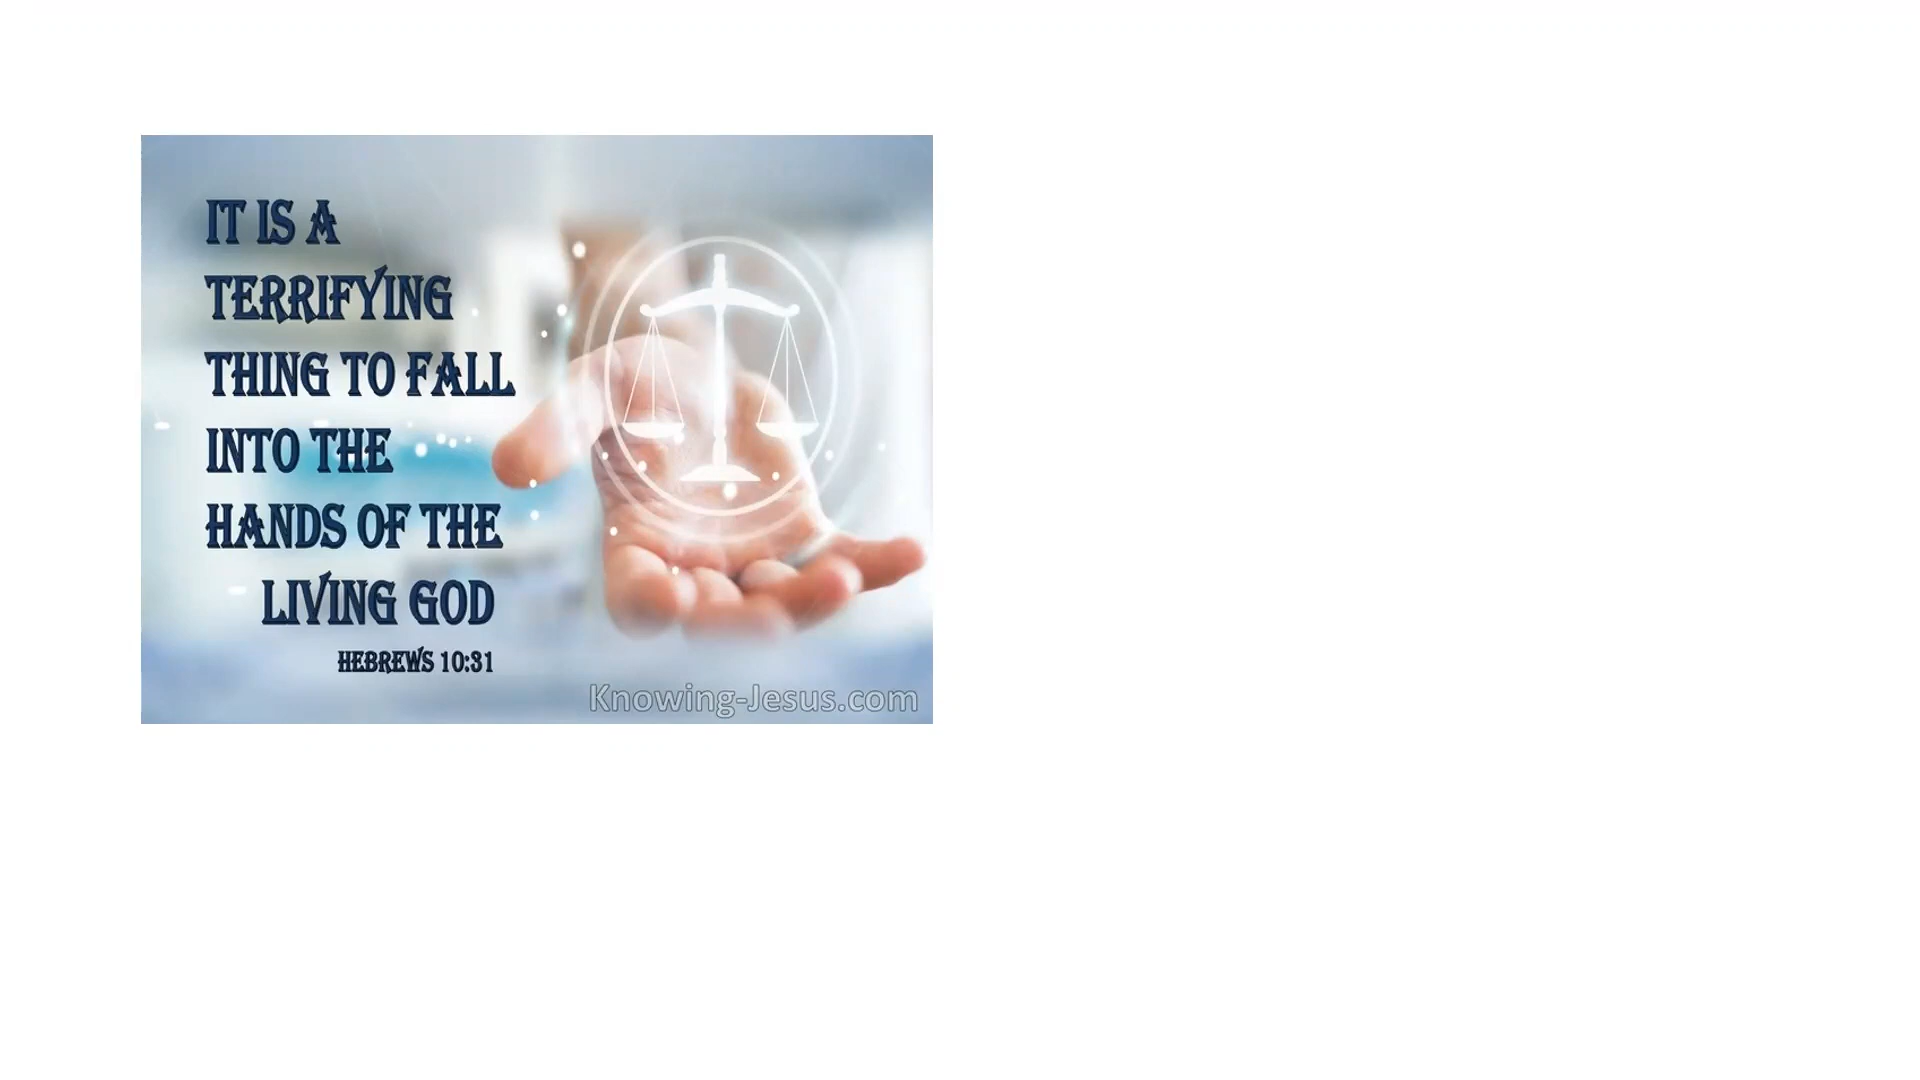 IT IS A
TERRIFYING
THING TO FALL
INTO THE
HANDS OF THE
LIVING GOD
HEBREWS 10:31
Knowing-Jesus.com